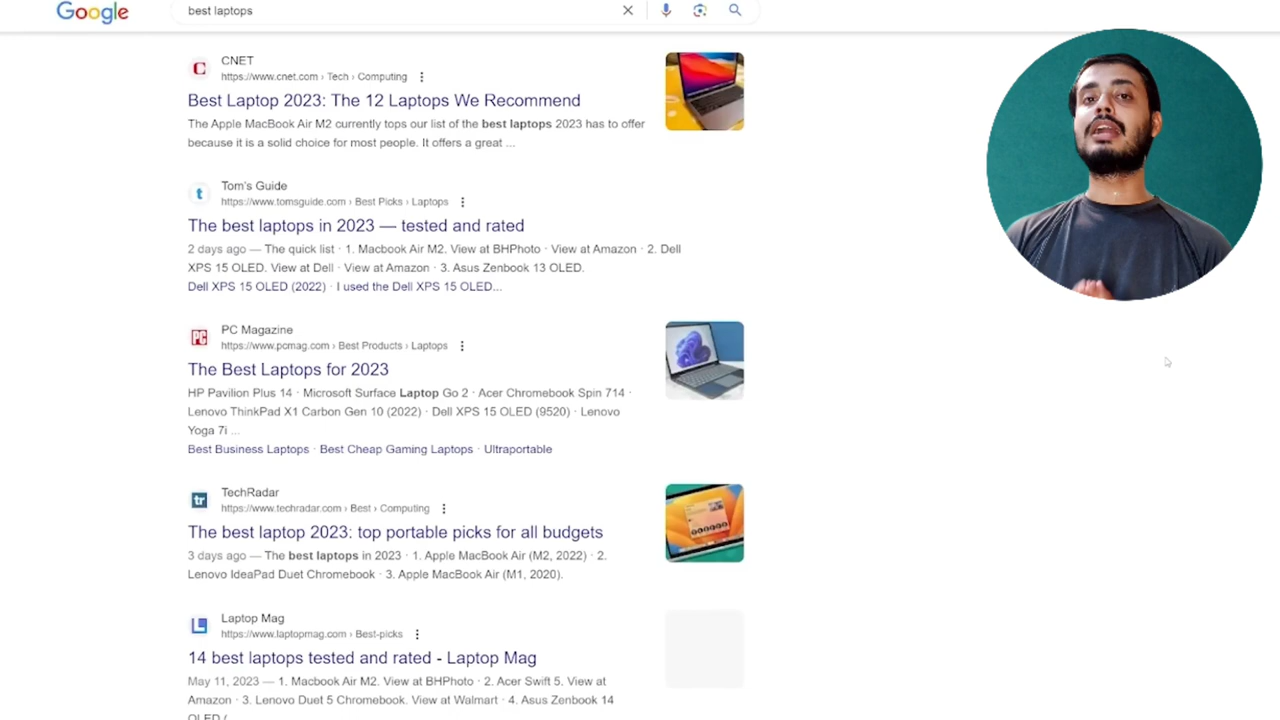 Google
best laptops
CNET
https://www.cnet.com › Tech › Computing
Best Laptop 2023: The 12 Laptops We Recommend
The Apple MacBook Air M2 currently tops our list of the best laptops 2023 has to offer
because it is a solid choice for most people. It offers a great ...
Tom's Guide
https://www.tomsguide.com › Best Picks › Laptops
The best laptops in 2023 — tested and rated
2 days ago — The quick list · 1. Macbook Air M2. View at BHPhoto · View at Amazon · 2. Dell
XPS 15 OLED. View at Dell · View at Amazon · 3. Asus Zenbook 13 OLED.
Dell XPS 15 OLED (2022) · I used the Dell XPS 15 OLED...
PC Magazine
https://www.pcmag.com › Best Products › Laptops
The Best Laptops for 2023
HP Pavilion Plus 14 · Microsoft Surface Laptop Go 2 · Acer Chromebook Spin 714 ·
Lenovo ThinkPad X1 Carbon Gen 10 (2022) · Dell XPS 15 OLED (9520) · Lenovo
Yoga 7i ...
Best Business Laptops · Best Cheap Gaming Laptops · Ultraportable
tr
TechRadar
https://www.techradar.com › Best › Computing
The best laptop 2023: top portable picks for all budgets
3 days ago — The best laptops in 2023 · 1. Apple MacBook Air (M2, 2022) · 2.
Lenovo IdeaPad Duet Chromebook · 3. Apple MacBook Air (M1, 2020).
Laptop Mag
https://www.laptopmag.com › Best-picks
14 best laptops tested and rated - Laptop Mag
May 11, 2023 — 1. Macbook Air M2. View at BHPhoto · 2. Acer Swift 5. View at
Amazon · 3. Lenovo Duet 5 Chromebook. View at Walmart · 4. Asus Zenbook 14
OLED (